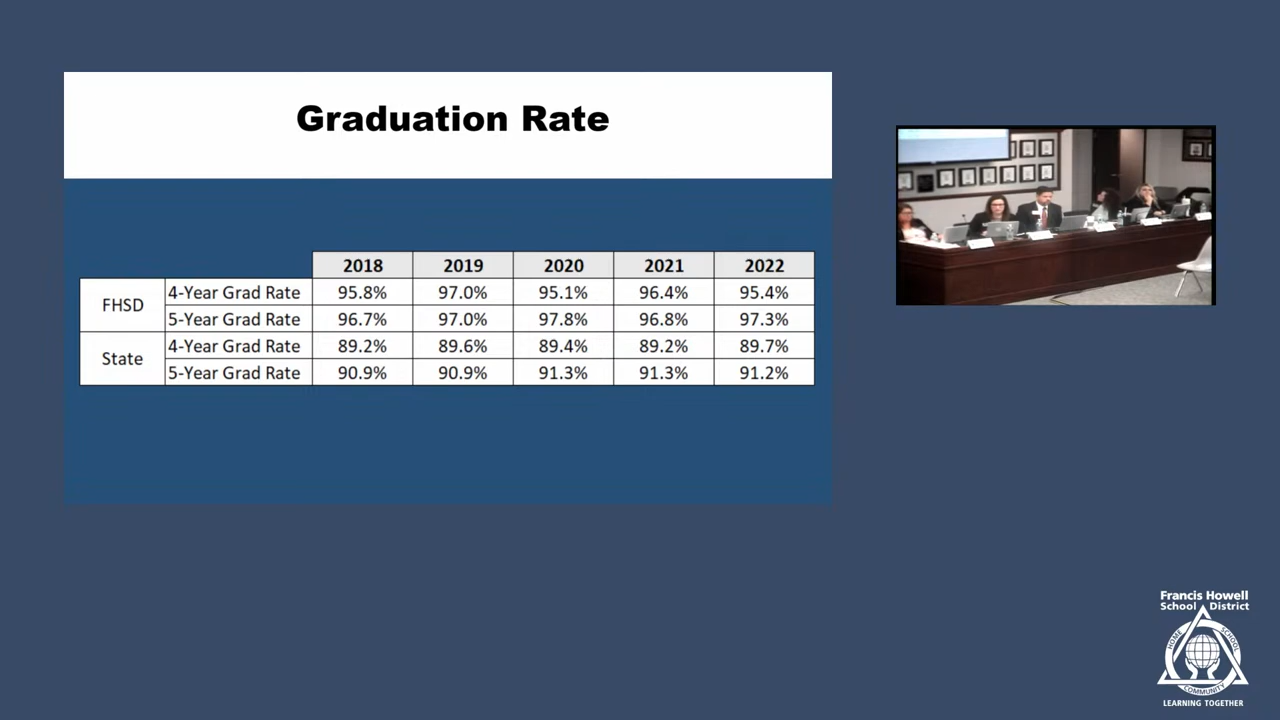 Graduation Rate
2018 2019 2020 2021 2022
FHSD 4-Year Grad Rate 95.8% 97.0% 95.1% 96.4% 95.4%
5-Year Grad Rate 96.7% 97.0% 97.8% 96.8% 97.3%
State 4-Year Grad Rate 89.2% 89.6% 89.4% 89.2% 89.7%
5-Year Grad Rate 90.9% 90.9% 91.3% 91.3% 91.2%
Francis Howell
School District
HOME SCHOOL
COMMUNITY
LEARNING TOGETHER